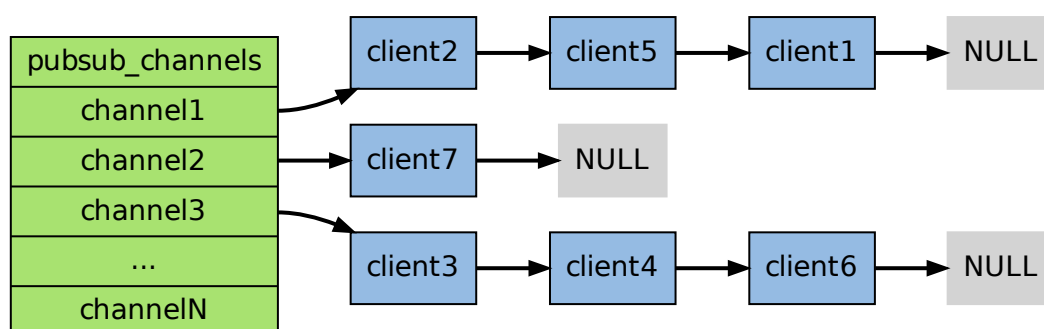 pubsub_channels
channel1
channel2
channel3
...
channelN
client2 client5 client1 NULL
client7 NULL
client3 client4 client6 NULL